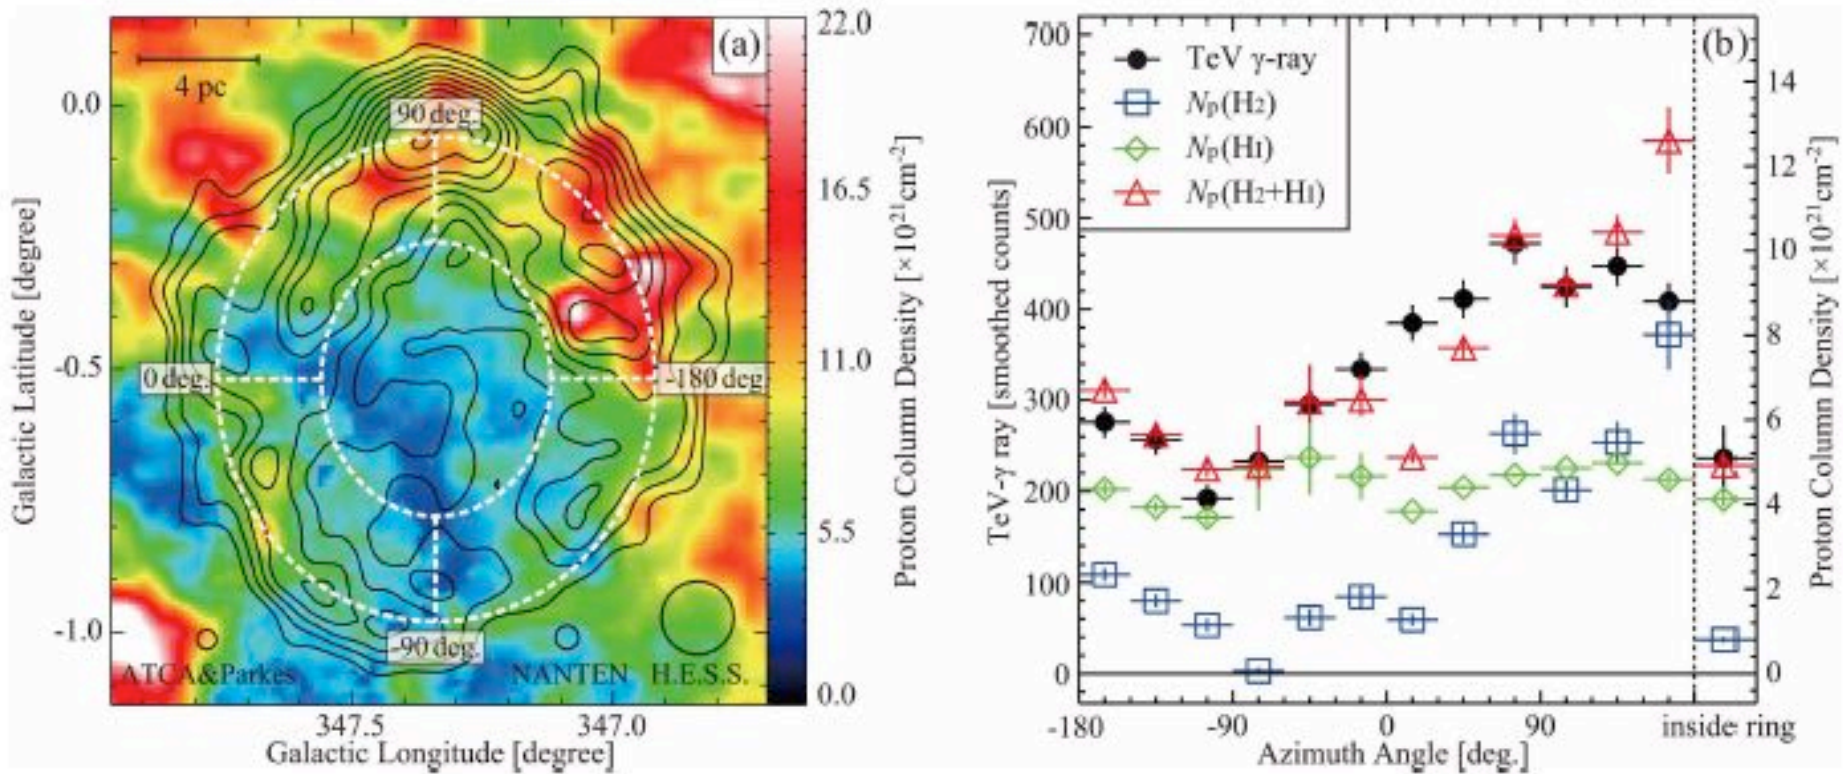 (a)
4 pc
90 deg.
0 deg.
-180 deg
-90 deg.
ATCA&Parkes NANTEN H.E.S.S.
0.0
-0.5
-1.0
Galactic Latitude [degree]
347.5 347.0
Galactic Longitude [degree]
22.0
16.5
11.0
5.5
0.0
Proton Column Density [×10²¹cm⁻²]
(b)
TeV γ-ray
Np(H2)
Np(HI)
Np(H2+HI)
700
600
500
400
300
200
100
0
TeV-γ ray [smoothed counts]
14
12
10
8
6
4
2
0
Proton Column Density [×10²¹cm⁻²]
-180 -90 0 90 inside ring
Azimuth Angle [deg.]